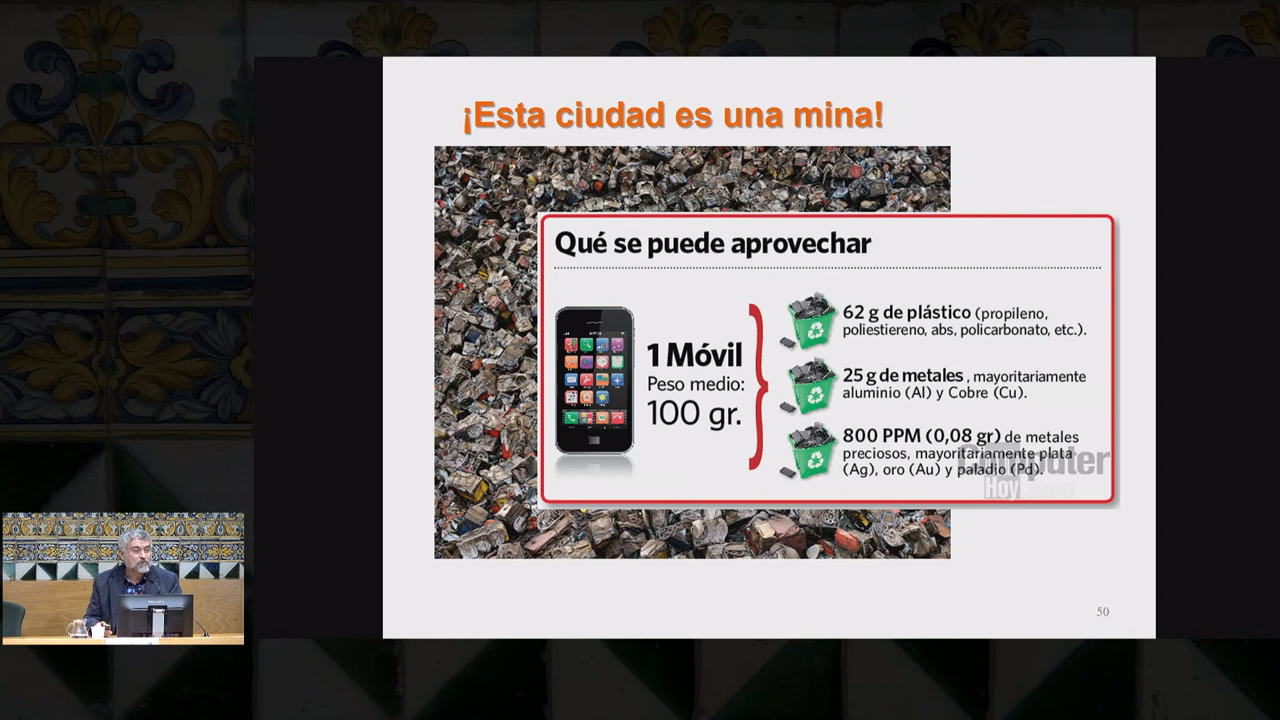 ¡Esta ciudad es una mina!
Qué se puede aprovechar
1 Móvil
Peso medio:
100 gr.
62 g de plástico (propileno,
poliestiereno, abs, policarbonato, etc.).
25 g de metales , mayoritariamente
aluminio (Al) y Cobre (Cu).
800 PPM (0,08 gr) de metales
preciosos, mayoritariamente plata
(Ag), oro (Au) y paladio (Pd).
Computer
Hoy
50